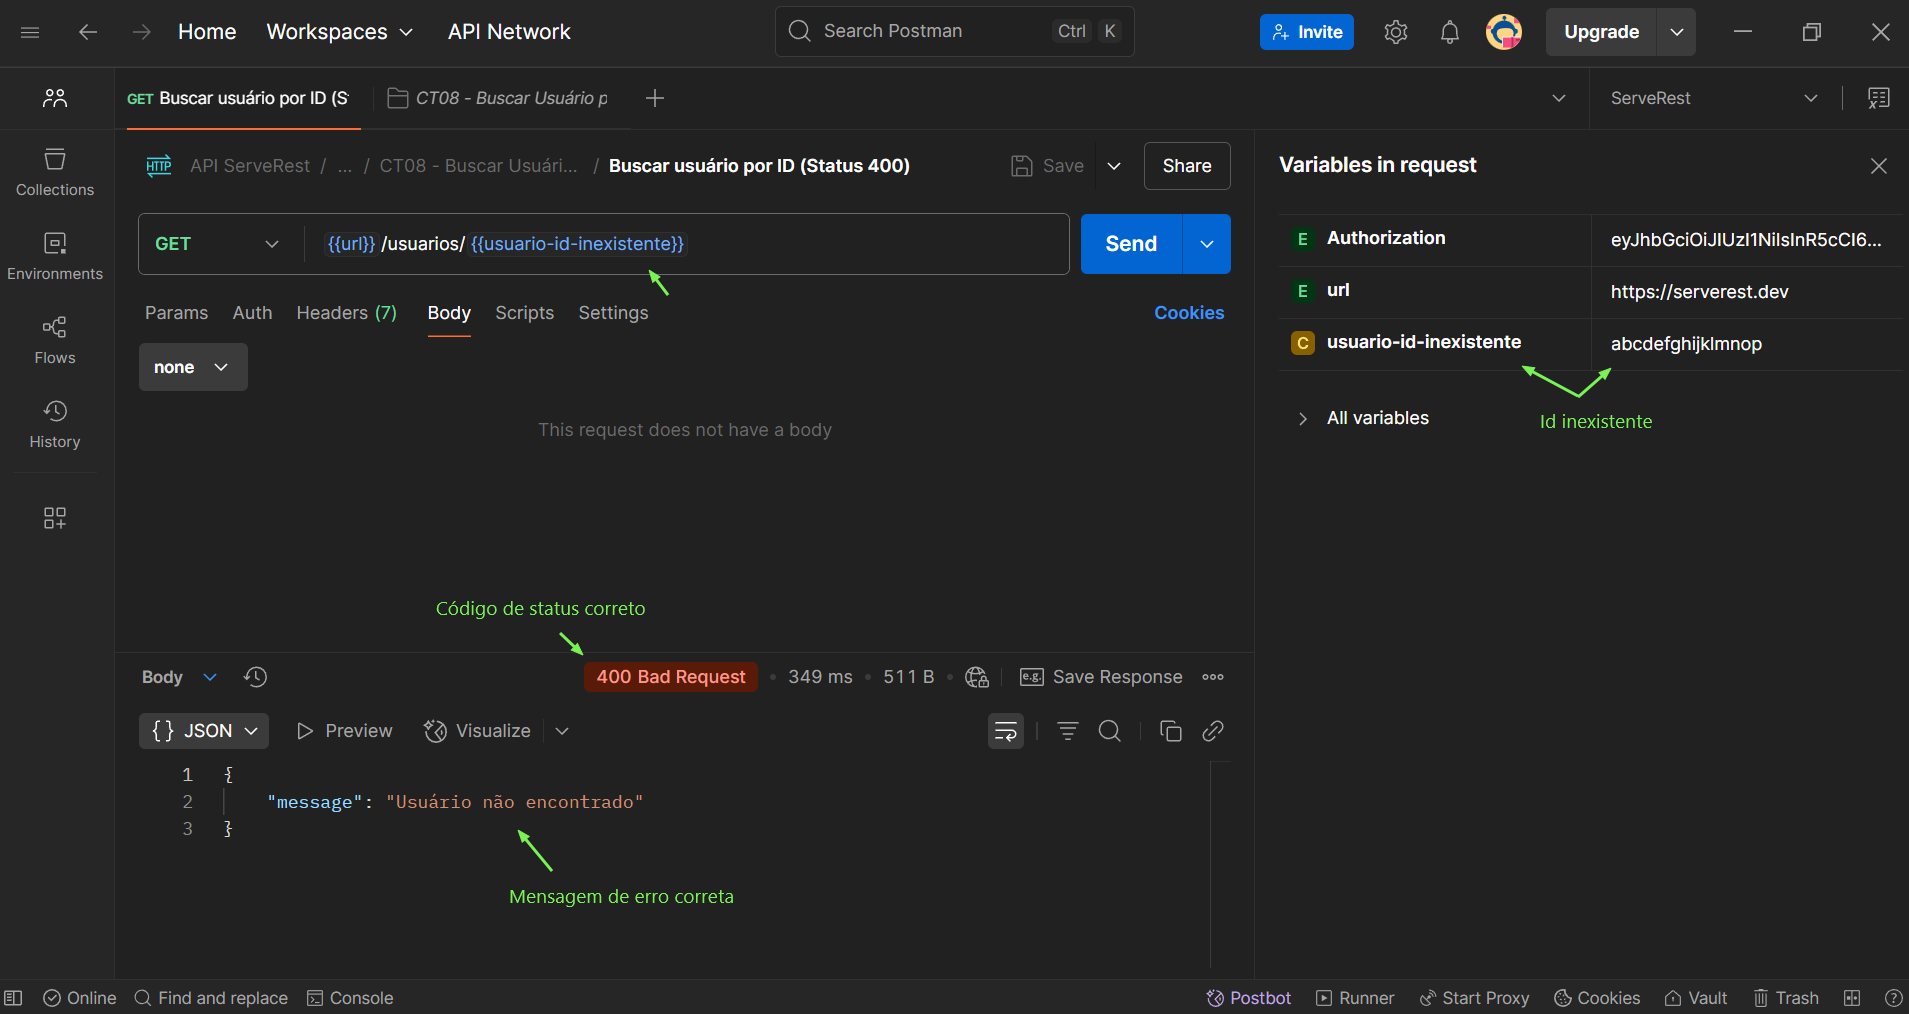 Home Workspaces API Network Search Postman Ctrl K Invite Upgrade
GET Buscar usuário por ID (S CT08 - Buscar Usuário p ServeRest
HTTP API ServeRest / ... / CT08 - Buscar Usuári... / Buscar usuário por ID (Status 400) Save Share
GET {{url}} /usuarios/ {{usuario-id-inexistente}} Send
Params Auth Headers (7) Body Scripts Settings Cookies
none
This request does not have a body
Collections
Environments
Flows
History
Variables in request
E Authorization eyJhbGciOiJIUzI1NiIsInR5cCI6...
E url https://serverest.dev
C usuario-id-inexistente abcdefghijklmnop
Id inexistente
All variables
Código de status correto
Body 400 Bad Request • 349 ms • 511 B • e.g. Save Response
{} JSON Preview Visualize
1 {
2 "message": "Usuário não encontrado"
3 }
Mensagem de erro correta
Online Find and replace Console Postbot Runner Start Proxy Cookies Vault Trash